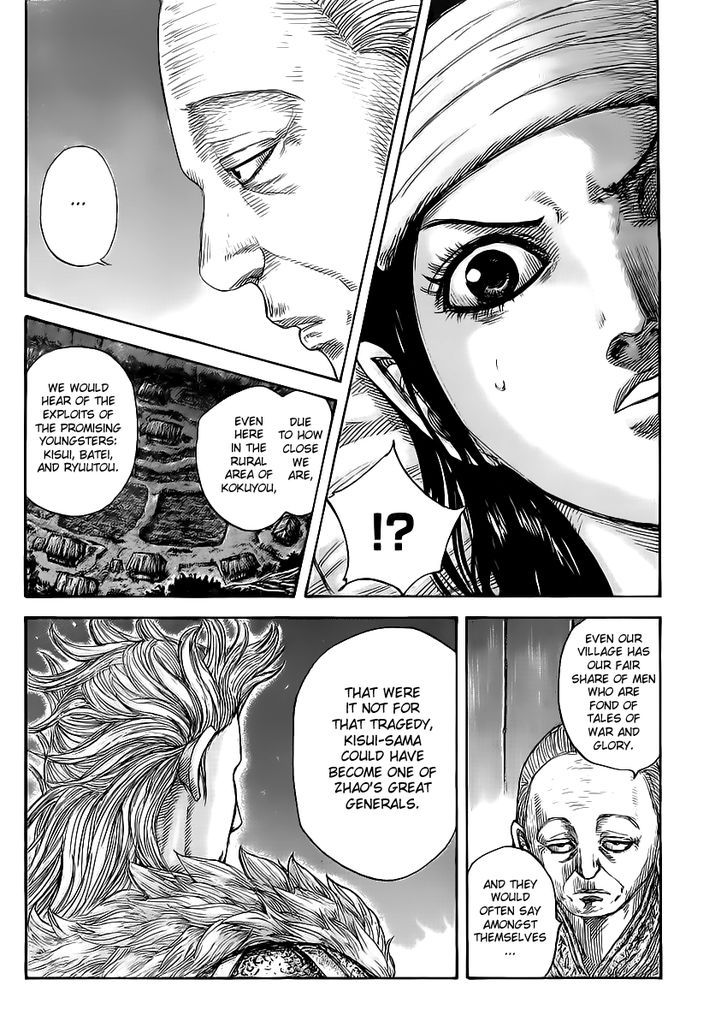 !?
...
DUE
TO HOW
CLOSE
WE
ARE,
EVEN
HERE
IN THE
RURAL
AREA OF
KOKUYOU,
WE WOULD
HEAR OF THE
EXPLOITS OF
THE PROMISING
YOUNGSTERS:
KISUI, BATEI,
AND RYUUTOU.
EVEN OUR
VILLAGE HAS
OUR FAIR
SHARE OF MEN
WHO ARE
FOND OF
TALES OF
WAR AND
GLORY.
AND THEY
WOULD
OFTEN SAY
AMONGST
THEMSELVES
...
THAT WERE
IT NOT FOR
THAT TRAGEDY,
KISUI-SAMA
COULD HAVE
BECOME ONE OF
ZHAO'S GREAT
GENERALS.